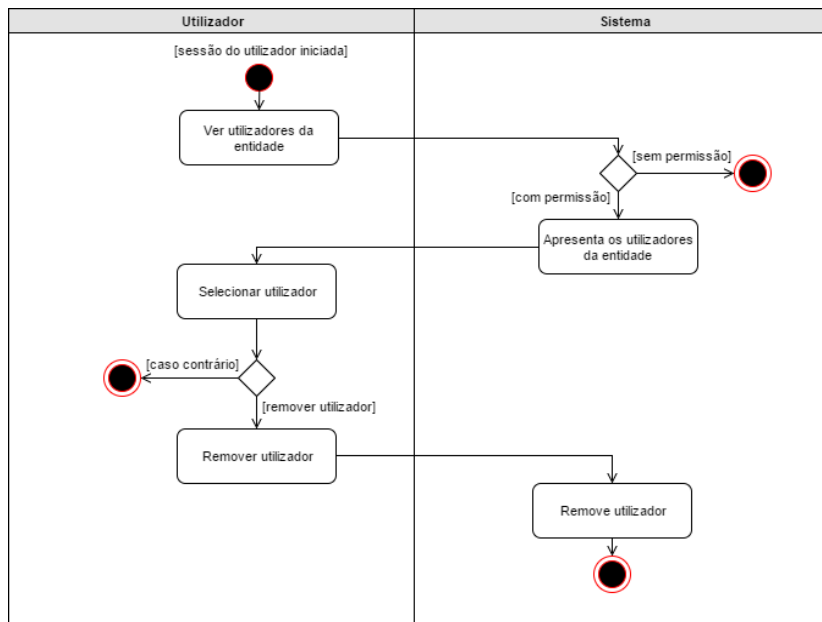 Utilizador
Sistema
[sessão do utilizador iniciada]
Ver utilizadores da
entidade
[sem permissão]
[com permissão]
Apresenta os utilizadores
da entidade
Selecionar utilizador
[caso contrário]
[remover utilizador]
Remover utilizador
Remove utilizador